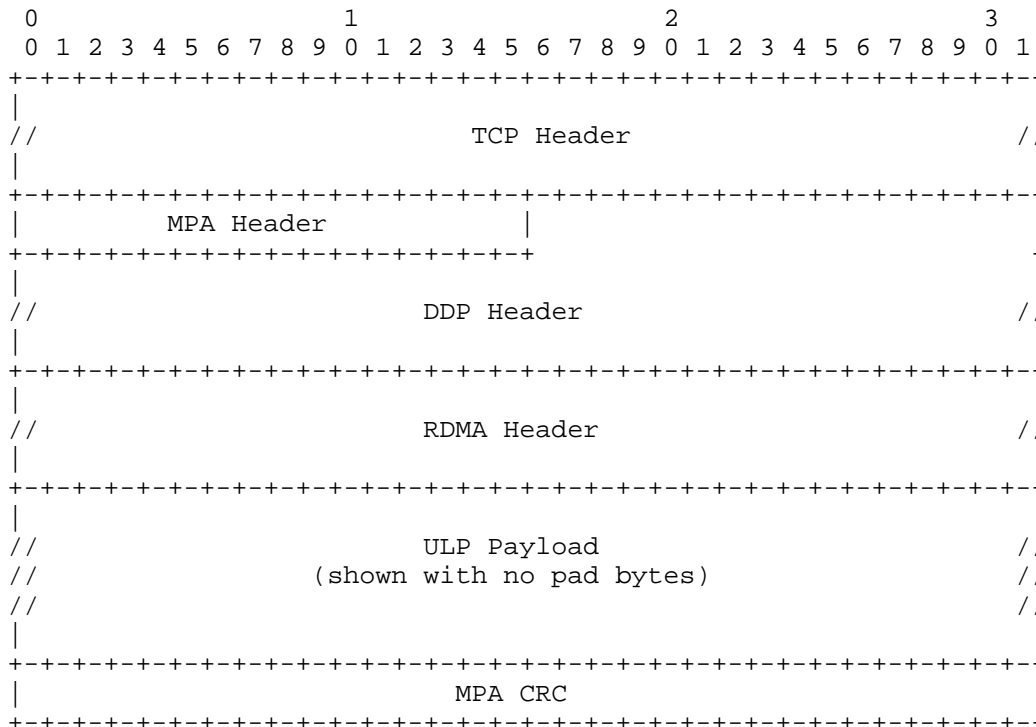 0                   1                   2                   3
0 1 2 3 4 5 6 7 8 9 0 1 2 3 4 5 6 7 8 9 0 1 2 3 4 5 6 7 8 9 0 1
+-+-+-+-+-+-+-+-+-+-+-+-+-+-+-+-+-+-+-+-+-+-+-+-+-+-+-+-+-+-+-+-
|
//                           TCP Header                        //
|
+-+-+-+-+-+-+-+-+-+-+-+-+-+-+-+-+-+-+-+-+-+-+-+-+-+-+-+-+-+-+-+-
|         MPA Header            |
+-+-+-+-+-+-+-+-+-+-+-+-+-+-+-+-+                               -
|
//                        DDP Header                           //
|
+-+-+-+-+-+-+-+-+-+-+-+-+-+-+-+-+-+-+-+-+-+-+-+-+-+-+-+-+-+-+-+-
|
//                        RDMA Header                          //
|
+-+-+-+-+-+-+-+-+-+-+-+-+-+-+-+-+-+-+-+-+-+-+-+-+-+-+-+-+-+-+-+-
|
//                        ULP Payload                          //
//                 (shown with no pad bytes)                   //
//                                                             //
|
+-+-+-+-+-+-+-+-+-+-+-+-+-+-+-+-+-+-+-+-+-+-+-+-+-+-+-+-+-+-+-+-
|                          MPA CRC
+-+-+-+-+-+-+-+-+-+-+-+-+-+-+-+-+-+-+-+-+-+-+-+-+-+-+-+-+-+-+-+-